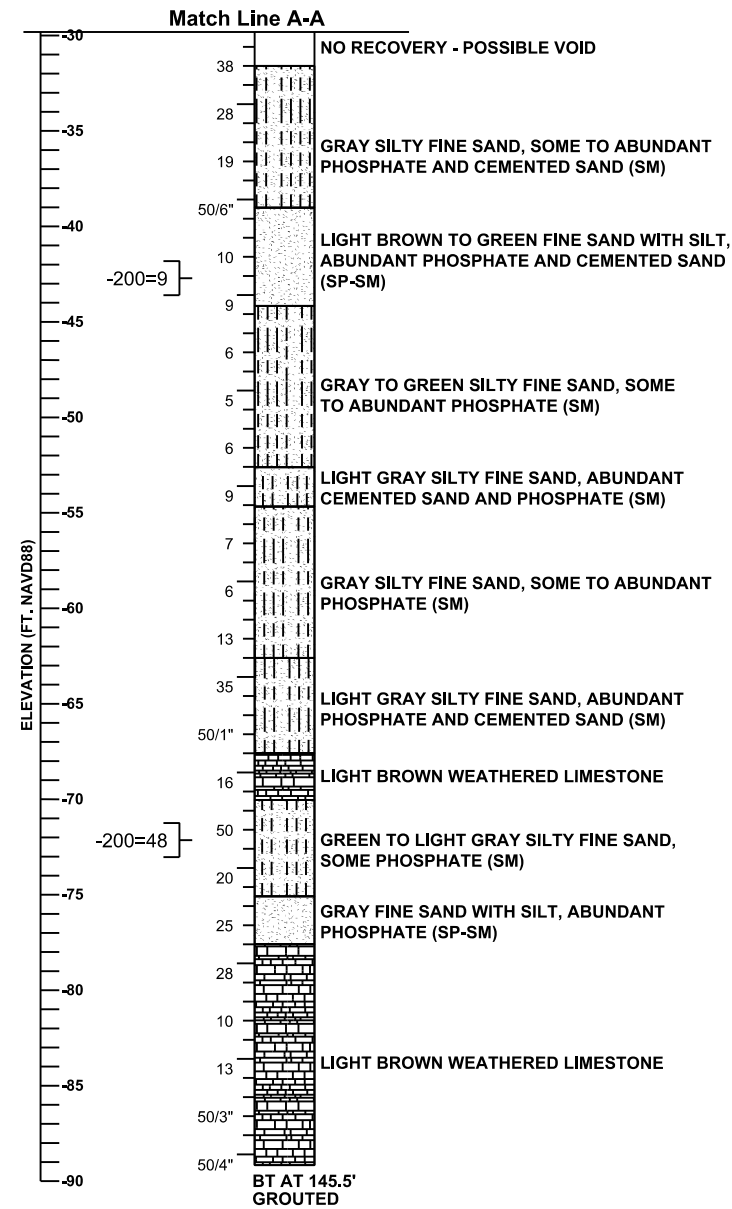 Match Line A-A
-30
NO RECOVERY - POSSIBLE VOID
38
28
-35
GRAY SILTY FINE SAND, SOME TO ABUNDANT
PHOSPHATE AND CEMENTED SAND (SM)
19
50/6"
-40
LIGHT BROWN TO GREEN FINE SAND WITH SILT,
ABUNDANT PHOSPHATE AND CEMENTED SAND
(SP-SM)
10
-200=9
9
-45
6
GRAY TO GREEN SILTY FINE SAND, SOME
TO ABUNDANT PHOSPHATE (SM)
5
-50
6
LIGHT GRAY SILTY FINE SAND, ABUNDANT
CEMENTED SAND AND PHOSPHATE (SM)
9
-55
7
GRAY SILTY FINE SAND, SOME TO ABUNDANT
PHOSPHATE (SM)
6
-60
13
ELEVATION (FT. NAVD88)
35
-65
LIGHT GRAY SILTY FINE SAND, ABUNDANT
PHOSPHATE AND CEMENTED SAND (SM)
50/1"
LIGHT BROWN WEATHERED LIMESTONE
16
-70
50
-200=48
GREEN TO LIGHT GRAY SILTY FINE SAND,
SOME PHOSPHATE (SM)
20
-75
GRAY FINE SAND WITH SILT, ABUNDANT
PHOSPHATE (SP-SM)
25
28
-80
10
LIGHT BROWN WEATHERED LIMESTONE
13
-85
50/3"
50/4"
-90
BT AT 145.5'
GROUTED